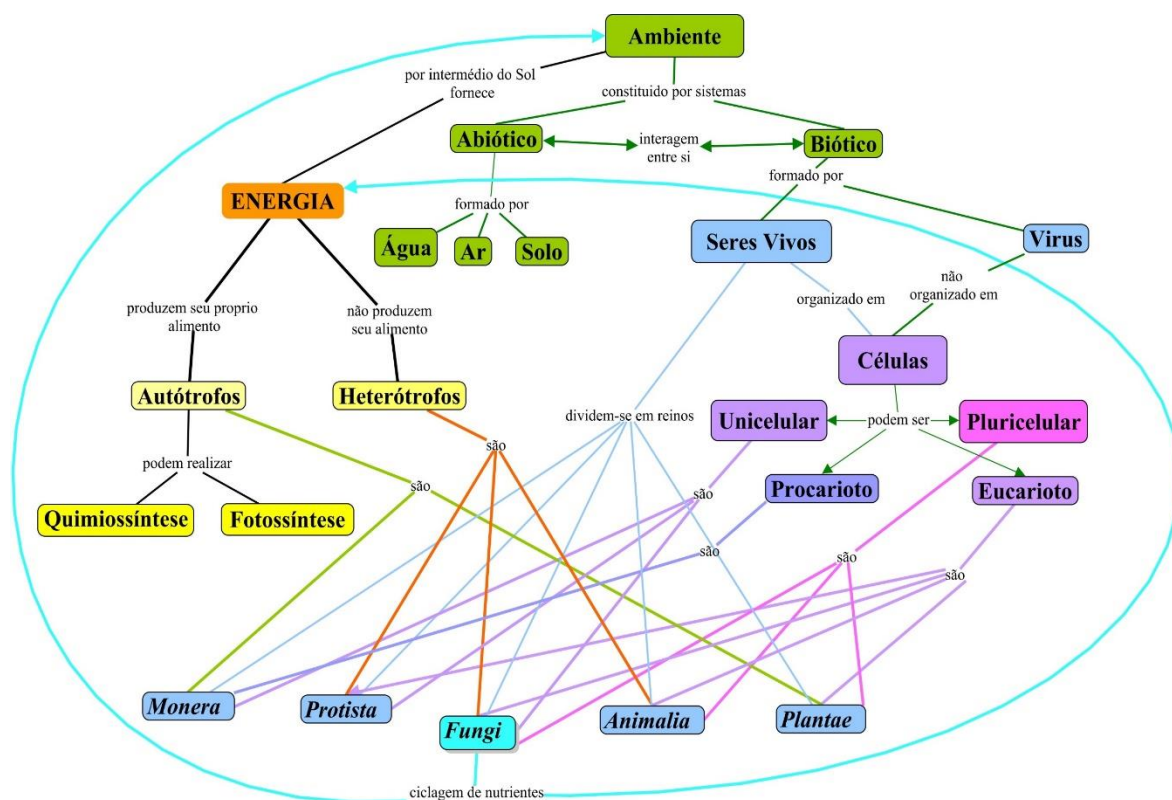 Ambiente
por intermédio do Sol
fornece
constituido por sistemas
Abiótico
interagem
entre si
Biótico
formado por
ENERGIA
formado por
Água
Ar
Solo
Seres Vivos
Virus
não
organizado em
organizado em
produzem seu proprio
alimento
não produzem
seu alimento
Células
Autótrofos
Heterótrofos
dividem-se em reinos
Unicelular
podem ser
Pluricelular
são
podem realizar
são
Procarioto
Eucarioto
são
Quimiossíntese
Fotossíntese
são
são
são
Monera
Protista
Fungi
Animalia
Plantae
ciclagem de nutrientes